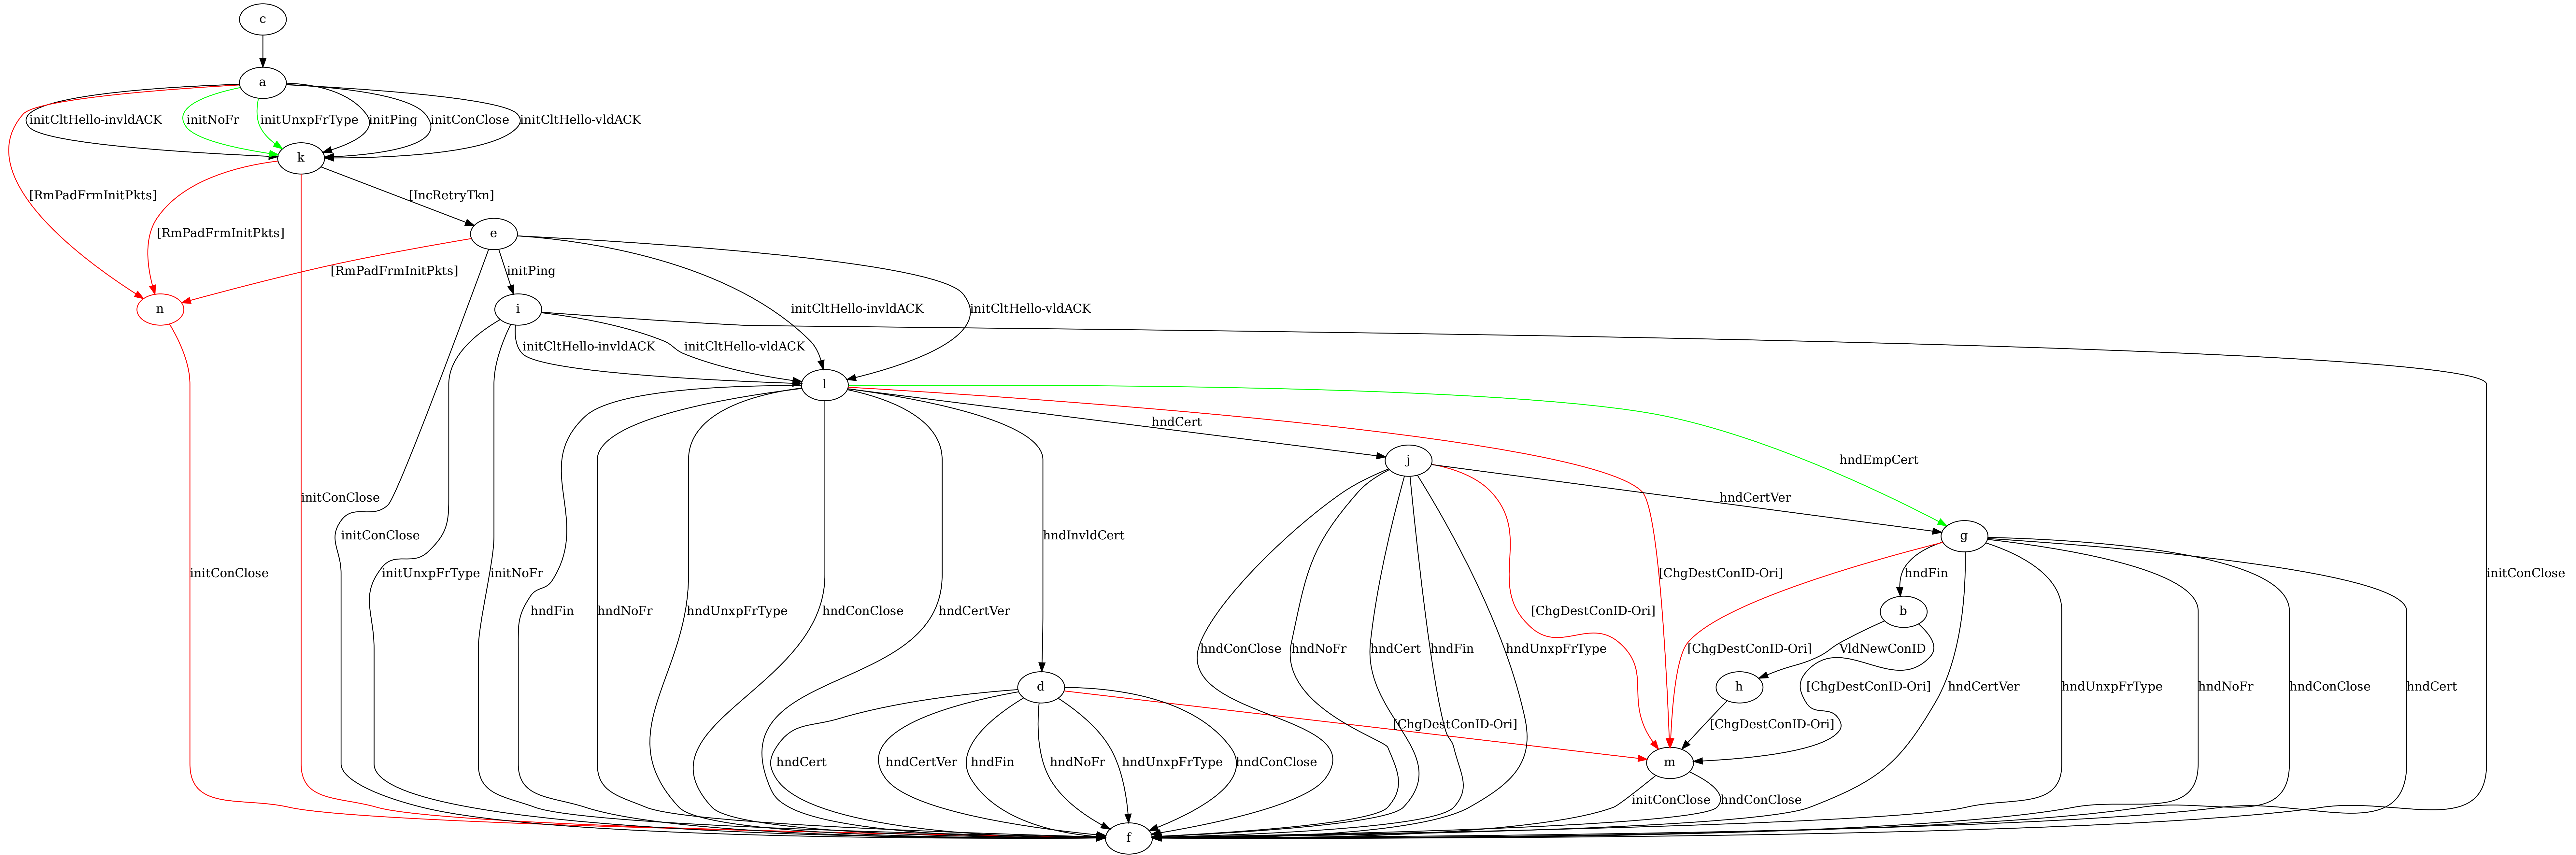 c
a
initCltHello-invldACK
initNoFr
initUnxpFrType
initPing
initConClose
initCltHello-vldACK
k
[RmPadFrmInitPkts]
[IncRetryTkn]
[RmPadFrmInitPkts]
e
[RmPadFrmInitPkts]
initPing
n
i
initCltHello-invldACK
initCltHello-vldACK
initCltHello-invldACK
initCltHello-vldACK
l
hndCert
j
hndEmpCert
initConClose
hndCertVer
initConClose
hndInvldCert
g
initConClose
initUnxpFrType
initNoFr
[ChgDestConID-Ori]
hndFin
initConClose
hndFin
hndNoFr
hndUnxpFrType
hndConClose
hndCertVer
[ChgDestConID-Ori]
b
hndConClose
hndNoFr
hndCert
hndFin
hndUnxpFrType
[ChgDestConID-Ori]
VldNewConID
d
h
[ChgDestConID-Ori]
hndCertVer
hndUnxpFrType
hndNoFr
hndConClose
hndCert
[ChgDestConID-Ori]
[ChgDestConID-Ori]
hndCert
hndCertVer
hndFin
hndNoFr
hndUnxpFrType
hndConClose
m
initConClose
hndConClose
f